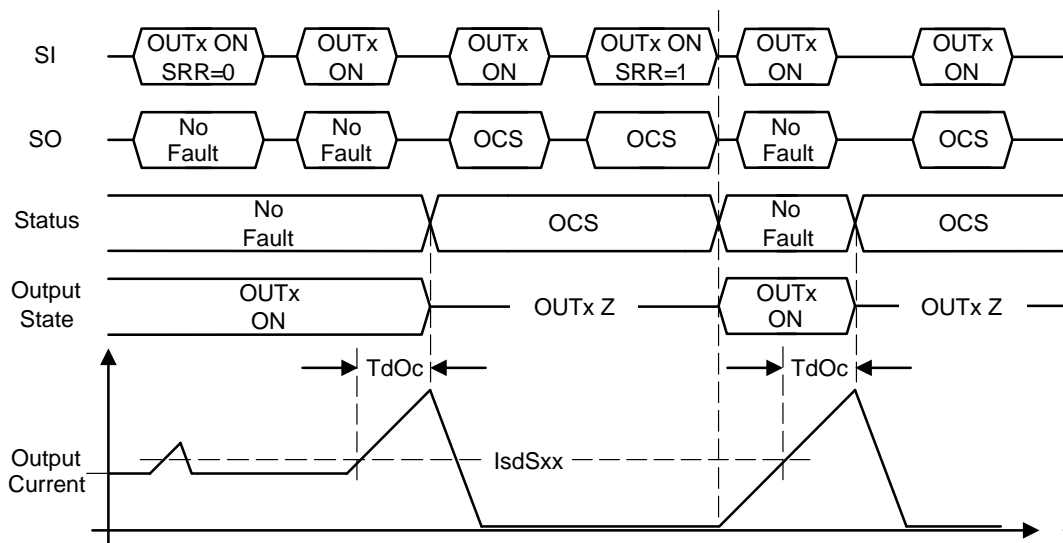 SI
OUTx ON
SRR=0
OUTx
ON
OUTx
ON
OUTx ON
SRR=1
OUTx
ON
OUTx
ON
SO
No
Fault
No
Fault
OCS
OCS
No
Fault
OCS
Status
No
Fault
OCS
No
Fault
OCS
Output
State
OUTx
ON
OUTx Z
OUTx
ON
OUTx Z
TdOc
TdOc
Output
Current
IsdSxx